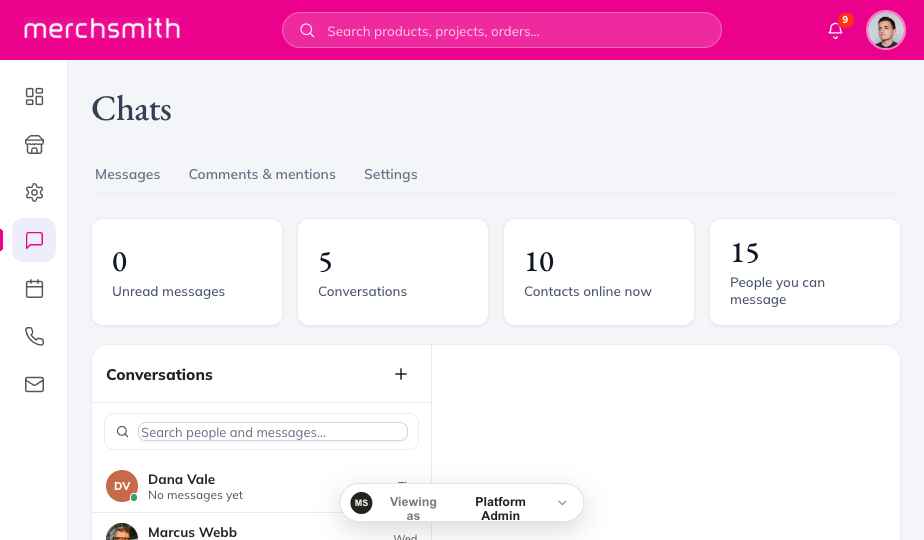 merchsmith
Search products, projects, orders...
9
Chats
Messages
Comments & mentions
Settings
0
Unread messages
5
Conversations
10
Contacts online now
15
People you can
message
Conversations
+
Search people and messages...
DV
Dana Vale
No messages yet
Marcus Webb
Wed
MS
Viewing
as
Platform
Admin